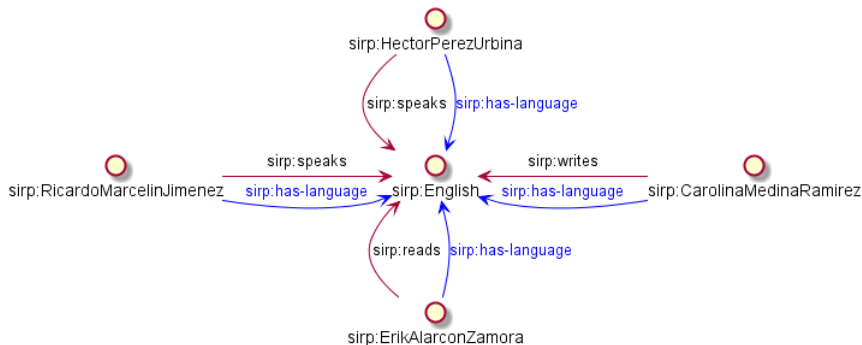 sirp:HectorPerezUrbina
sirp:speaks sirp:has-language
sirp:speaks sirp:writes
sirp:RicardoMarcelinJimenez sirp:has-language sirp:English sirp:has-language sirp:CarolinaMedinaRamirez
sirp:reads sirp:has-language
sirp:ErikAlarconZamora